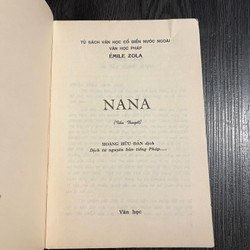 TỦ SÁCH VĂN HỌC CỔ ĐIỂN NƯỚC NGOÀI
VĂN HỌC PHÁP
ÉMILE ZOLA
NANA
(Tiểu Thuyết)
HOÀNG HỮU ĐẢN dịch
Dịch từ nguyên bản tiếng Pháp...
Văn học